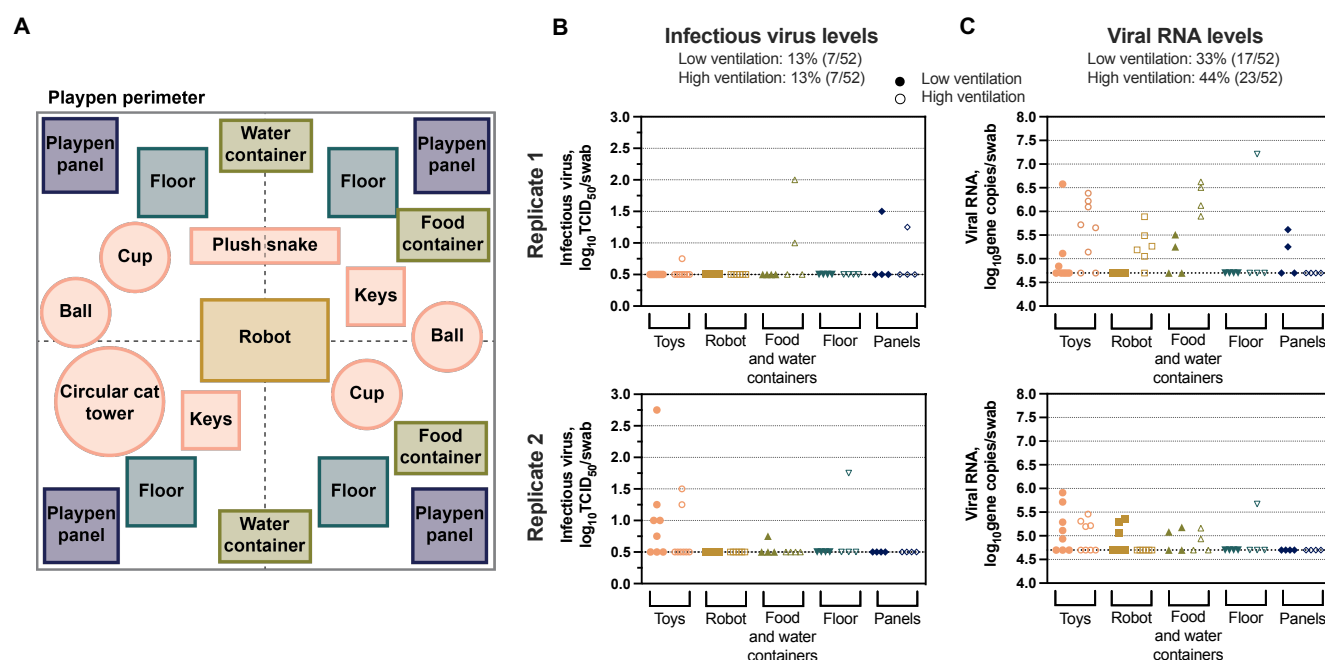 A
Playpen perimeter
Playpen
panel
Water
container
Playpen
panel
Floor
Floor
Food
container
Cup
Plush snake
Ball
Keys
Robot
Ball
Circular cat
tower
Keys
Cup
Food
container
Floor
Floor
Playpen
panel
Water
container
Playpen
panel
B
Infectious virus levels
Low ventilation: 13% (7/52)
High ventilation: 13% (7/52)
Low ventilation
High ventilation
C
Viral RNA levels
Low ventilation: 33% (17/52)
High ventilation: 44% (23/52)
Replicate 1
Infectious virus,
log10TCID50/swab
3.0
2.5
2.0
1.5
1.0
0.5
0.0
Toys Robot Food Floor Panels
and water
containers
Viral RNA,
log10gene copies/swab
8.0
7.5
7.0
6.5
6.0
5.5
5.0
4.5
4.0
Toys Robot Food Floor Panels
and water
containers
Replicate 2
Infectious virus,
log10TCID50/swab
3.0
2.5
2.0
1.5
1.0
0.5
0.0
Toys Robot Food Floor Panels
and water
containers
Viral RNA,
log10gene copies/swab
8.0
7.5
7.0
6.5
6.0
5.5
5.0
4.5
4.0
Toys Robot Food Floor Panels
and water
containers